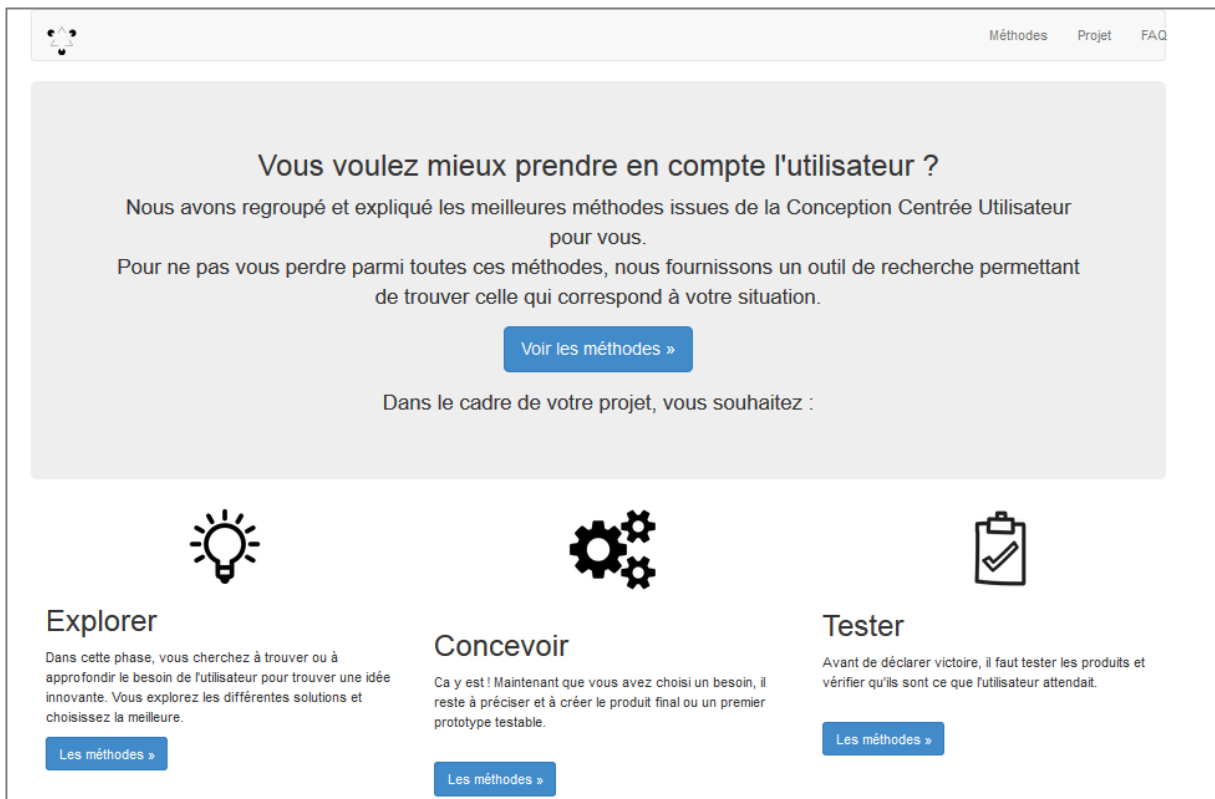 Méthodes Projet FAQ
Vous voulez mieux prendre en compte l'utilisateur ?
Nous avons regroupé et expliqué les meilleures méthodes issues de la Conception Centrée Utilisateur
pour vous.
Pour ne pas vous perdre parmi toutes ces méthodes, nous fournissons un outil de recherche permettant
de trouver celle qui correspond à votre situation.
Voir les méthodes »
Dans le cadre de votre projet, vous souhaitez :
Explorer
Dans cette phase, vous cherchez à trouver ou à
approfondir le besoin de l'utilisateur pour trouver une idée
innovante. Vous explorez les différentes solutions et
choisissez la meilleure.
Les méthodes »
Concevoir
Ca y est ! Maintenant que vous avez choisi un besoin, il
reste à préciser et à créer le produit final ou un premier
prototype testable.
Les méthodes »
Tester
Avant de déclarer victoire, il faut tester les produits et
vérifier qu'ils sont ce que l'utilisateur attendait.
Les méthodes »